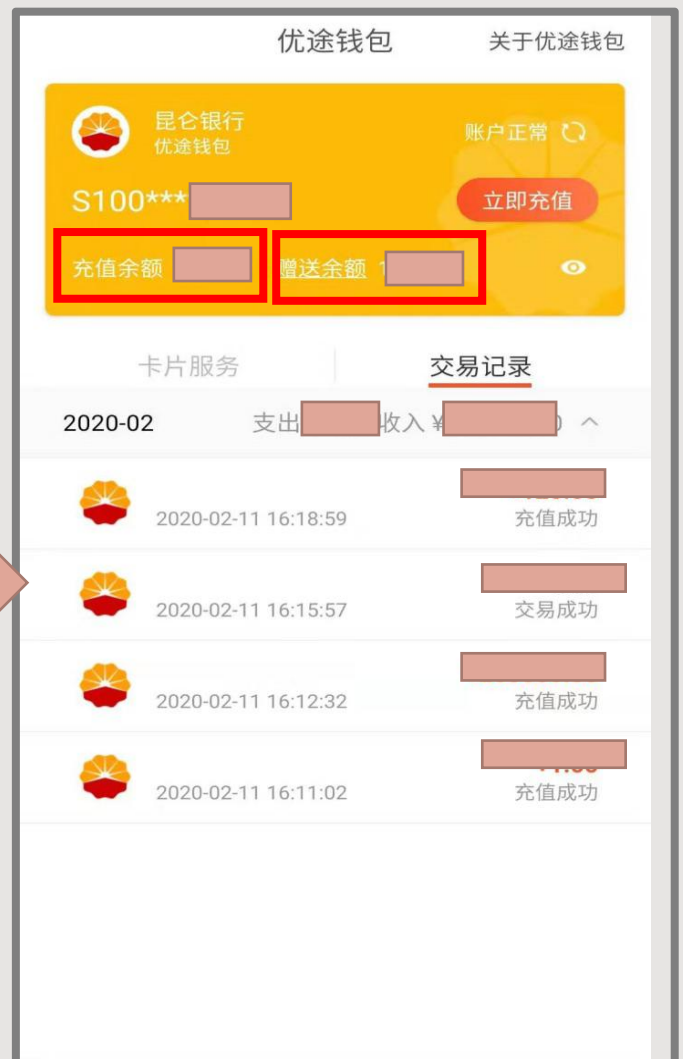 优途钱包 关于优途钱包
昆仑银行
优途钱包
账户正常
S100***
立即充值
充值余额 赠送余额 1
卡片服务 交易记录
2020-02 支出 收入 ¥
2020-02-11 16:18:59 充值成功
2020-02-11 16:15:57 交易成功
2020-02-11 16:12:32 充值成功
2020-02-11 16:11:02 充值成功